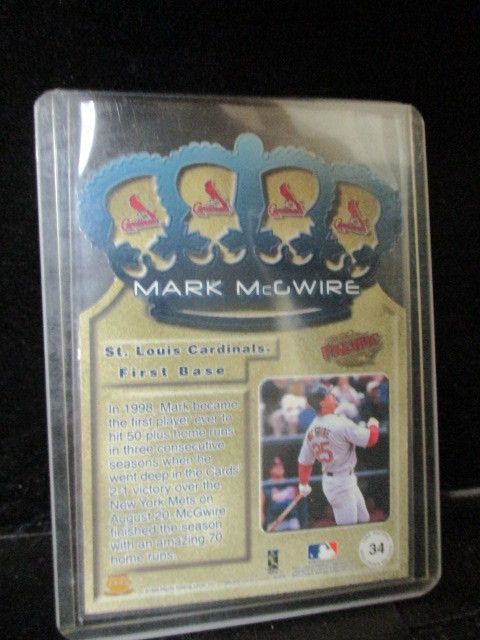 Cardinals Cardinals Cardinals Cardinals
MARK McGWIRE
PACIFIC
St. Louis Cardinals®
First Base
In 1998, Mark became
the first player ever to
hit 50-plus home runs
in three consecutive
seasons when he
went deep in the Cards'
2-1 victory over the
New York Mets on
August 20. McGwire
finished the season
with an amazing 70
home runs.
25
34